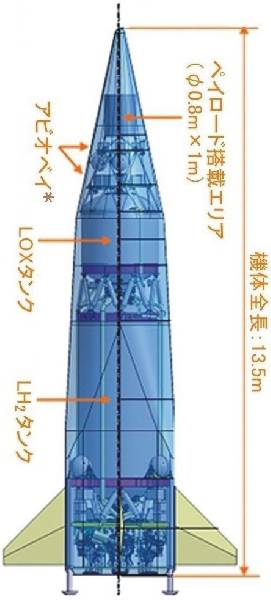 ペイロード搭載エリア
(φ0.8m×1m)
アビオベイ*
LOXタンク
LH₂タンク
機体全長:13.5m